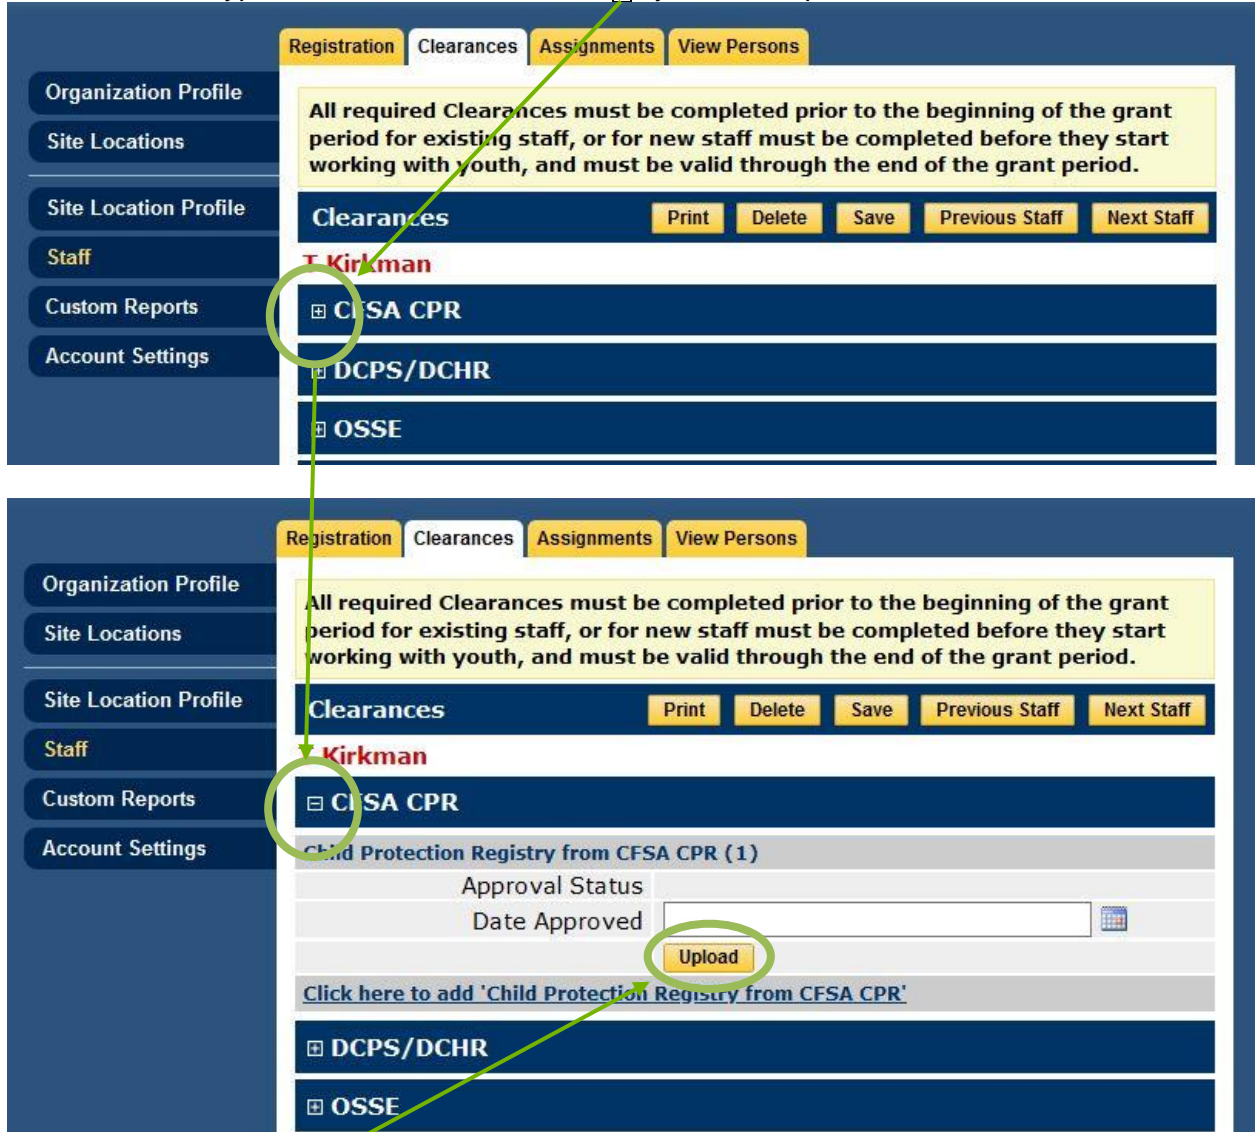 Registration Clearances Assignments View Persons
Organization Profile
Site Locations
Site Location Profile
Staff
Custom Reports
Account Settings
All required Clearances must be completed prior to the beginning of the grant
period for existing staff, or for new staff must be completed before they start
working with youth, and must be valid through the end of the grant period.
Clearances Print Delete Save Previous Staff Next Staff
T Kirkman
CFSA CPR
DCPS/DCHR
OSSE
Registration Clearances Assignments View Persons
Organization Profile
Site Locations
Site Location Profile
Staff
Custom Reports
Account Settings
All required Clearances must be completed prior to the beginning of the grant
period for existing staff, or for new staff must be completed before they start
working with youth, and must be valid through the end of the grant period.
Clearances Print Delete Save Previous Staff Next Staff
Kirkman
CFSA CPR
Child Protection Registry from CFSA CPR (1)
Approval Status
Date Approved
Upload
Click here to add 'Child Protection Registry from CFSA CPR'
DCPS/DCHR
OSSE